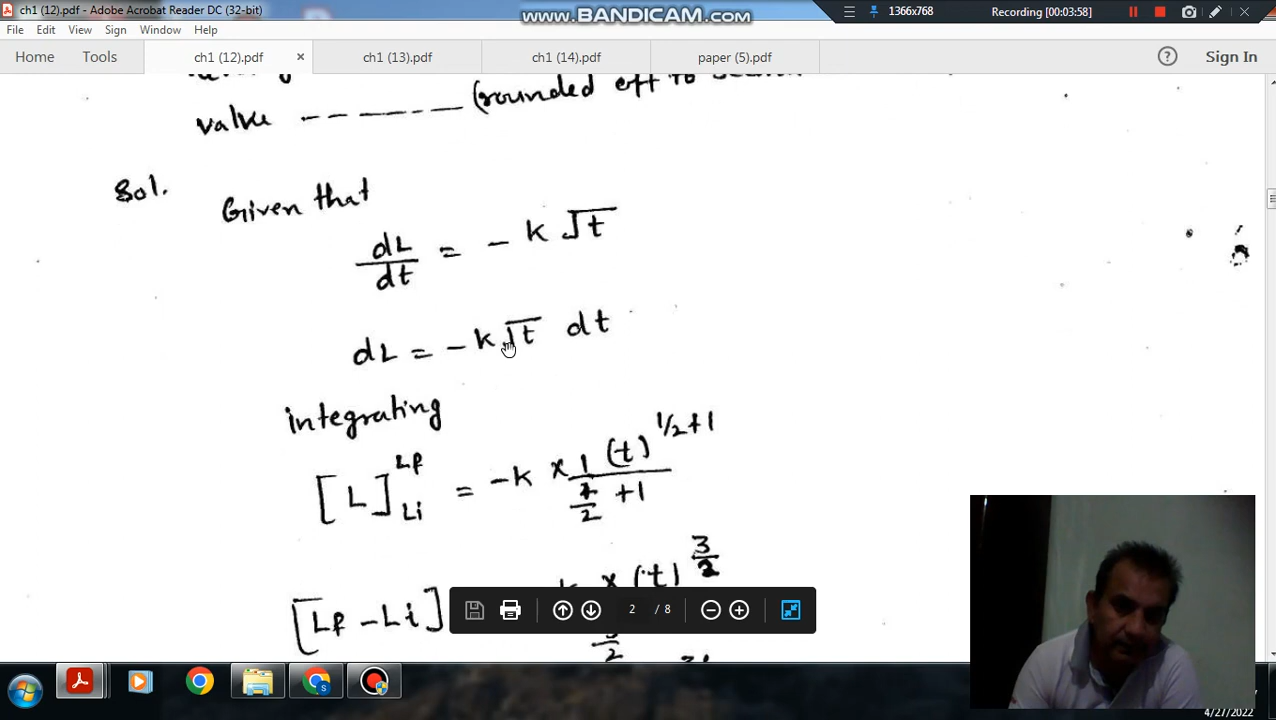 ch1 (12).pdf - Adobe Acrobat Reader DC (32-bit)
www.BANDICAM.com
1366x768
Recording [00:03:58]
File Edit View Sign Window Help
Home Tools ch1 (12).pdf × ch1 (13).pdf ch1 (14).pdf paper (5).pdf Sign In
value ------- (rounded off to
Sol.
Given that
dL/dt = - k √t
dL = - k √t dt
integrating
[L]_Li^Lf = -k × 1 (t)^1/2+1 / 1/2 +1
[Lf - Li] × (t)^3/2
2 / 8
4/27/2022